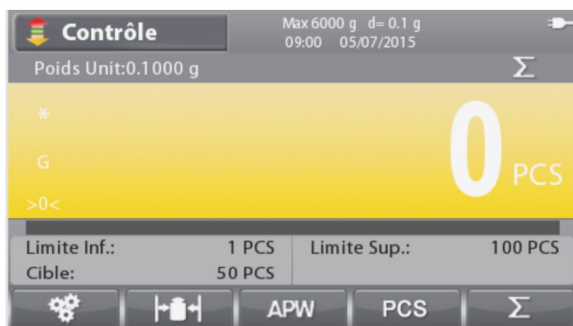 Contrôle
Max 6000 g d= 0.1 g
09:00 05/07/2015
Poids Unit:0.1000 g Σ
*
G
0 PCS
>0<
Limite Inf.: 1 PCS Limite Sup.: 100 PCS
Cible: 50 PCS
APW PCS Σ